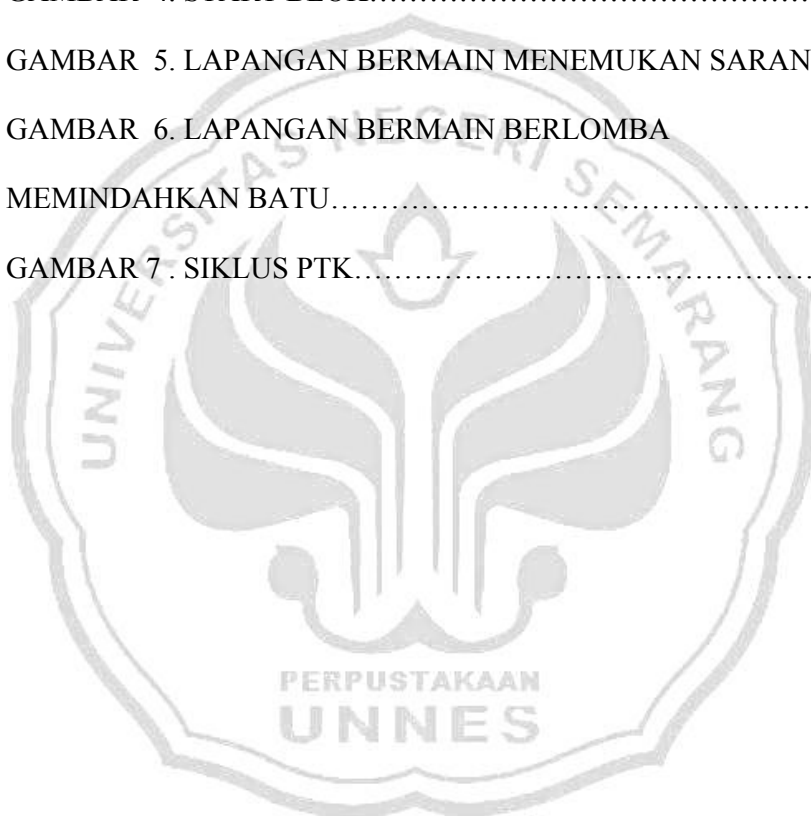 GAMBAR 5. LAPANGAN BERMAIN MENEMUKAN SARAN
GAMBAR 6. LAPANGAN BERMAIN BERLOMBA
MEMINDAHKAN BATU……………………………………………
GAMBAR 7 . SIKLUS PTK…………………………………………
UNIVERSITAS NEGERI SEMARANG
PERPUSTAKAAN
UNNES